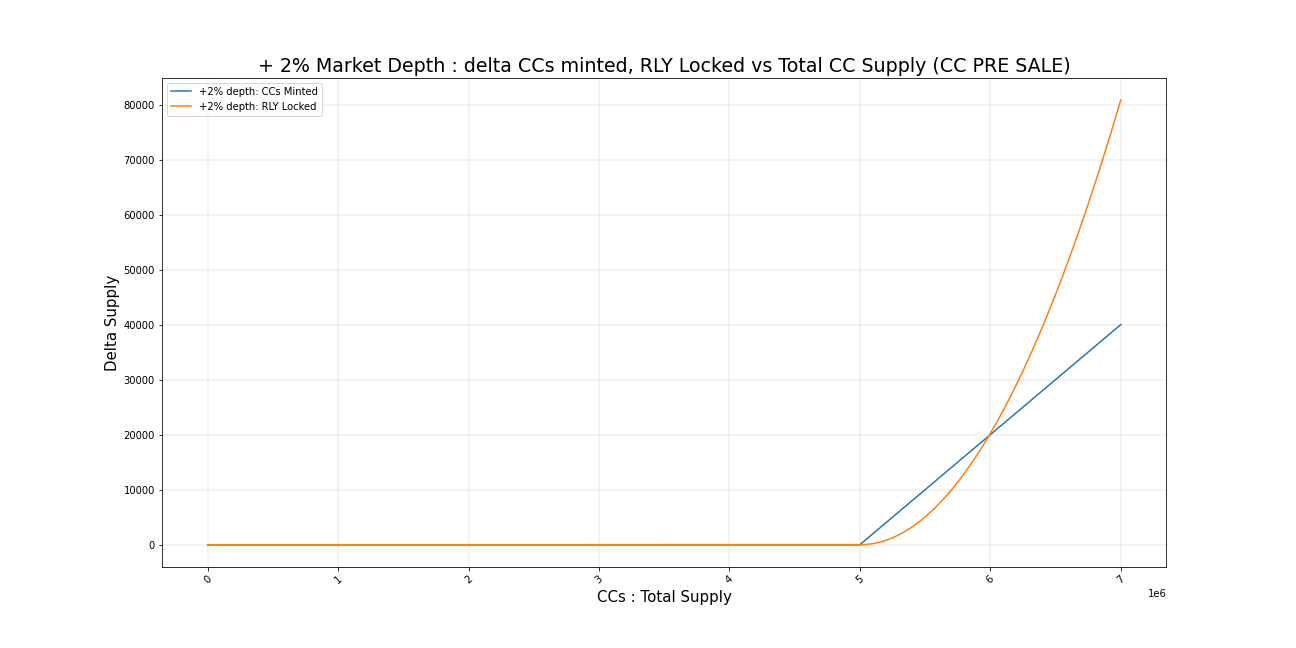 + 2% Market Depth : delta CCs minted, RLY Locked vs Total CC Supply (CC PRE SALE)
+2% depth: CCs Minted
+2% depth: RLY Locked
80000
70000
60000
50000
40000
30000
20000
10000
0
Delta Supply
0 1 2 3 4 5 6 7
1e6
CCs : Total Supply